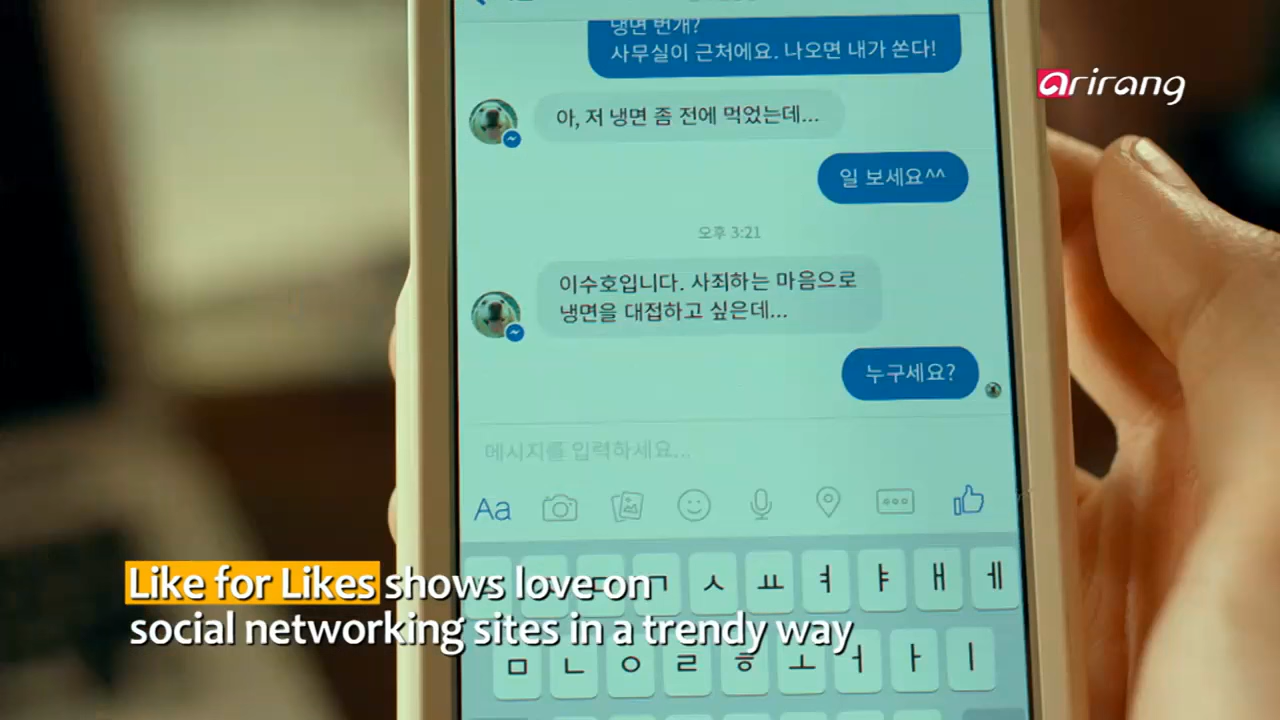 냉면 번개?
사무실이 근처에요. 나오면 내가 쏜다!
arirang
아, 저 냉면 좀 전에 먹었는데...
일 보세요^^
오후 3:21
이수호입니다. 사죄하는 마음으로
냉면을 대접하고 싶은데...
누구세요?
메시지를 입력하세요...
Aa
ㄱ ㅅ ㅛ ㅕ ㅑ ㅐ ㅔ
Like for Likes shows love on
social networking sites in a trendy way
ㅁ ㄴ ㅇ ㄹ ㅎ ㅗ ㅓ ㅏ ㅣ